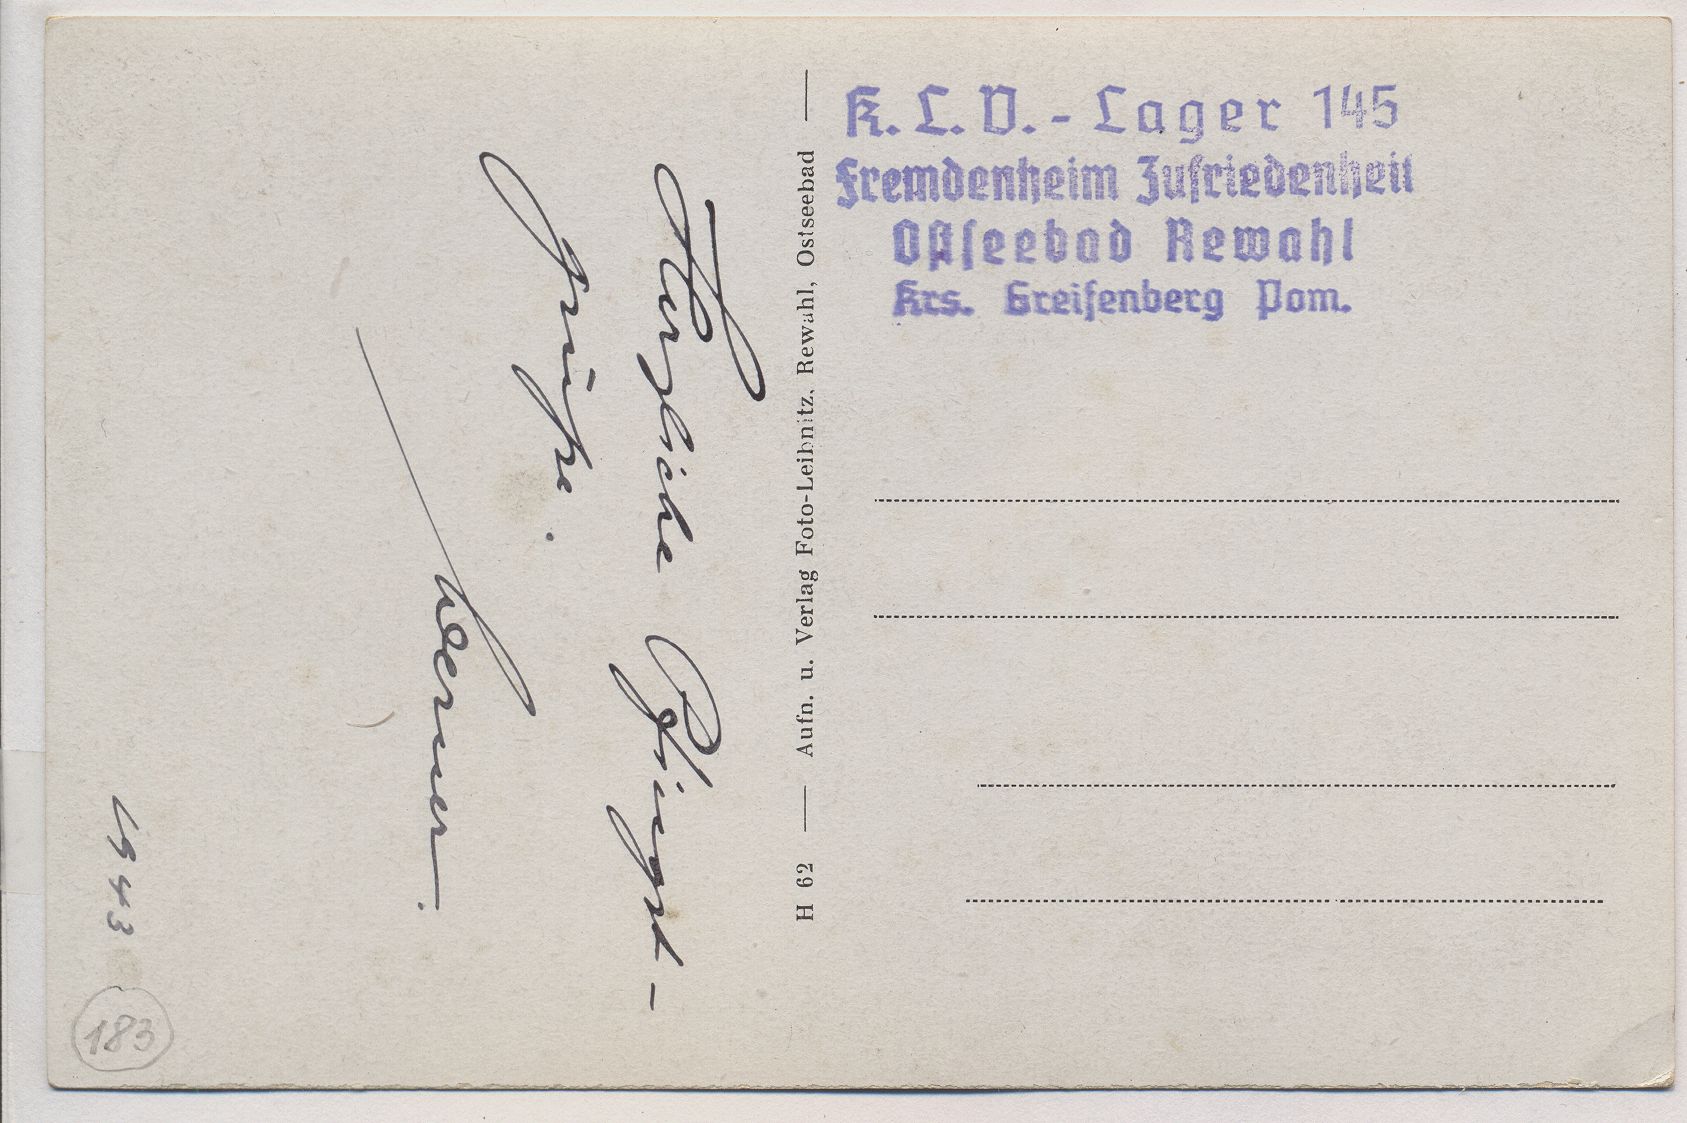 K. L. V. - Lager 145
Fremdenheim Zufriedenheit
Ostseebad Rewahl
Krs. Greifenberg Pom.
H 62 — Aufn. u. Verlag Foto-Leibnitz, Rewahl, Ostseebad —
Herzliche Pfingst-
grüße.
Werner.
1943
183